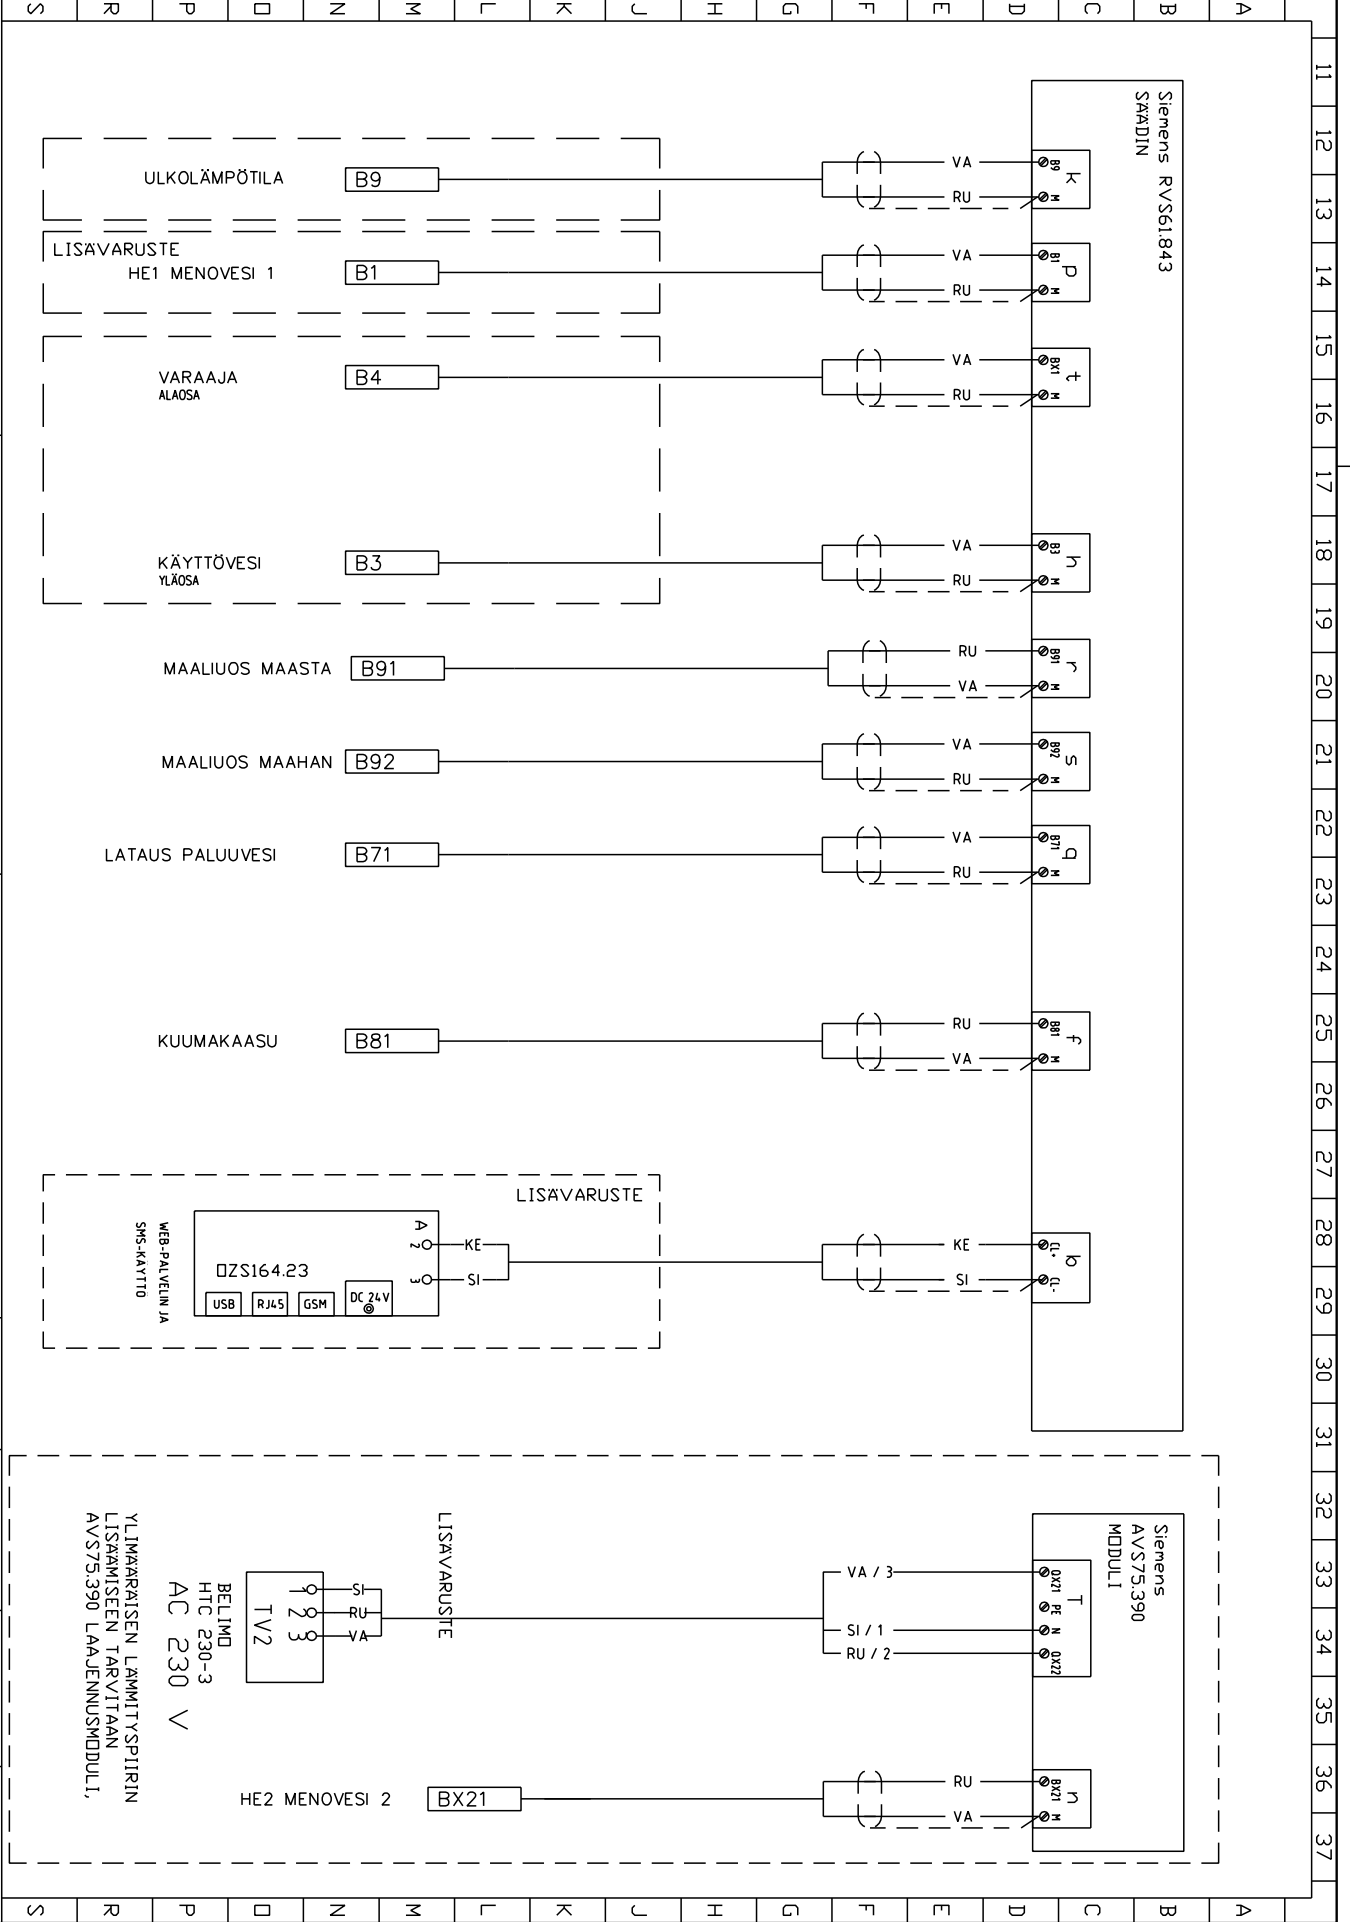 S R P O N M L K J H G F E D C B A
11
12
13
14
15
16
17
18
19
20
21
22
23
24
25
26
27
28
29
30
31
32
33
34
35
36
37
Siemens RVS61.843
SÄÄDIN
ULKOLÄMPÖTILA B9 VA B9 k
RU M
LISÄVARUSTE
HE1 MENOVESI 1 B1 VA B1 p
RU M
VARAAJA B4 VA BX1 t
ALAOSA RU M
KÄYTTÖVESI B3 VA B3 h
YLÄOSA RU M
MAALIUOS MAASTA B91 RU B91 r
VA M
MAALIUOS MAAHAN B92 VA B92 s
RU M
LATAUS PALUUVESI B71 VA B71 q
RU M
KUUMAKAASU B81 RU B81 f
VA M
LISÄVARUSTE
WEB-PALVELIN JA
SMS-KÄYTTÖ
A
2 KE KE CL+ b
3 SI SI CL-
OZS164.23
USB RJ45 GSM DC 24V
Siemens
AVS75.390
MODULI
LISÄVARUSTE
VA / 3 QX21 T
PE
SI / 1 N
RU / 2 QX22
1 SI
2 RU
3 VA
TV2
BELIMO
HTC 230-3
AC 230 V
YLIMÄÄRÄISEN LÄMMITYSPIIRIN
LISÄÄMISEEN TARVITAAN
AVS75.390 LAAJENNUSMODULI,
HE2 MENOVESI 2 BX21 RU BX21 n
VA M
S R P O N M L K J H G F E D C B A